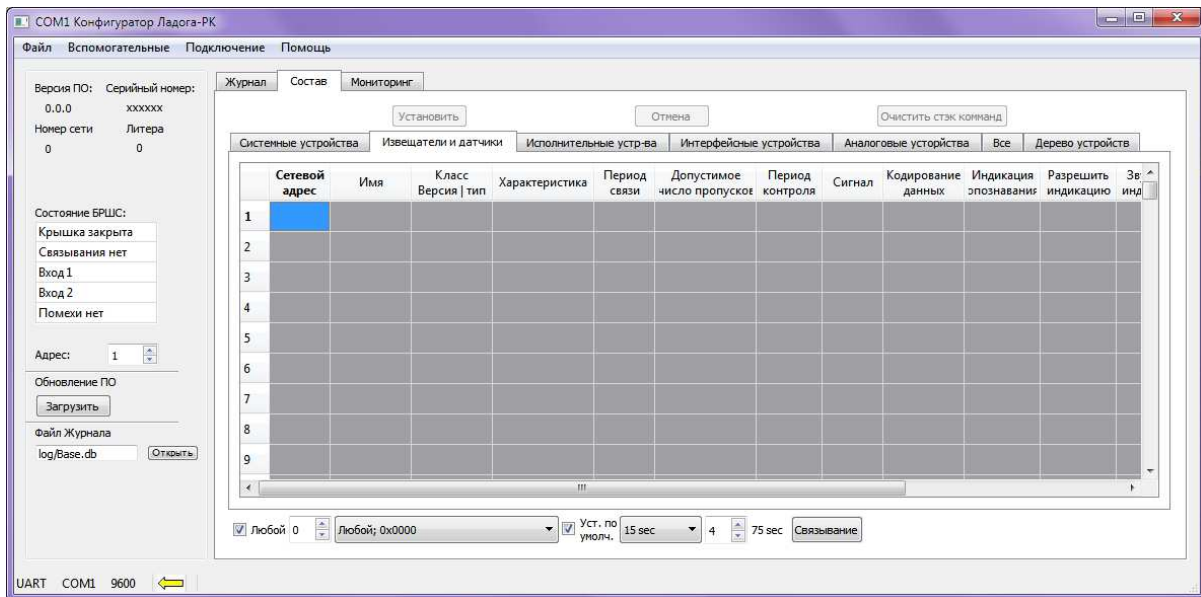 COM1 Конфигуратор Ладога-РК
Файл Вспомогательные Подключение Помощь
Версия ПО: Серийный номер:
0.0.0 xxxxxx
Номер сети Литера
0 0
Состояние БРШС:
Крышка закрыта
Связывания нет
Вход 1
Вход 2
Помехи нет
Адрес: 1
Обновление ПО
Загрузить
Файл Журнала
log/Base.db Открыть
Журнал Состав Мониторинг
Установить Отмена Очистить стэк комманд
Системные устройства Извещатели и датчики Исполнительные устр-ва Интерфейсные устройства Аналоговые усторйства Все Дерево устройств
Сетевой адрес Имя Класс Версия | тип Характеристика Период связи Допустимое число пропусков Период контроля Сигнал Кодирование данных Индикация опознавания Разрешить индикацию Зв инд
1
2
3
4
5
6
7
8
9
Любой 0 Любой; 0x0000 Уст. по умолч. 15 sec 4 75 sec Связывание
UART COM1 9600